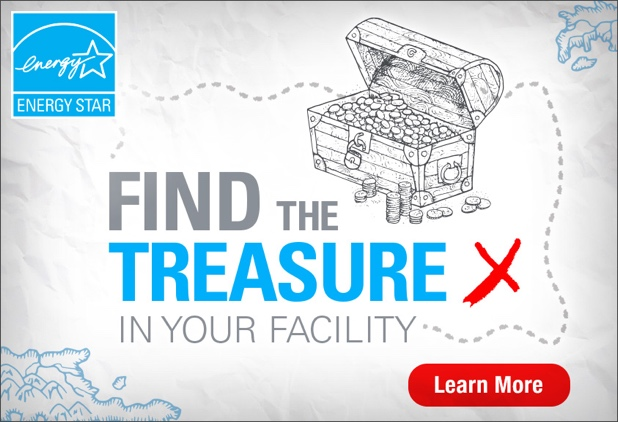 energy
ENERGY STAR
FIND THE
TREASURE
IN YOUR FACILITY
Learn More